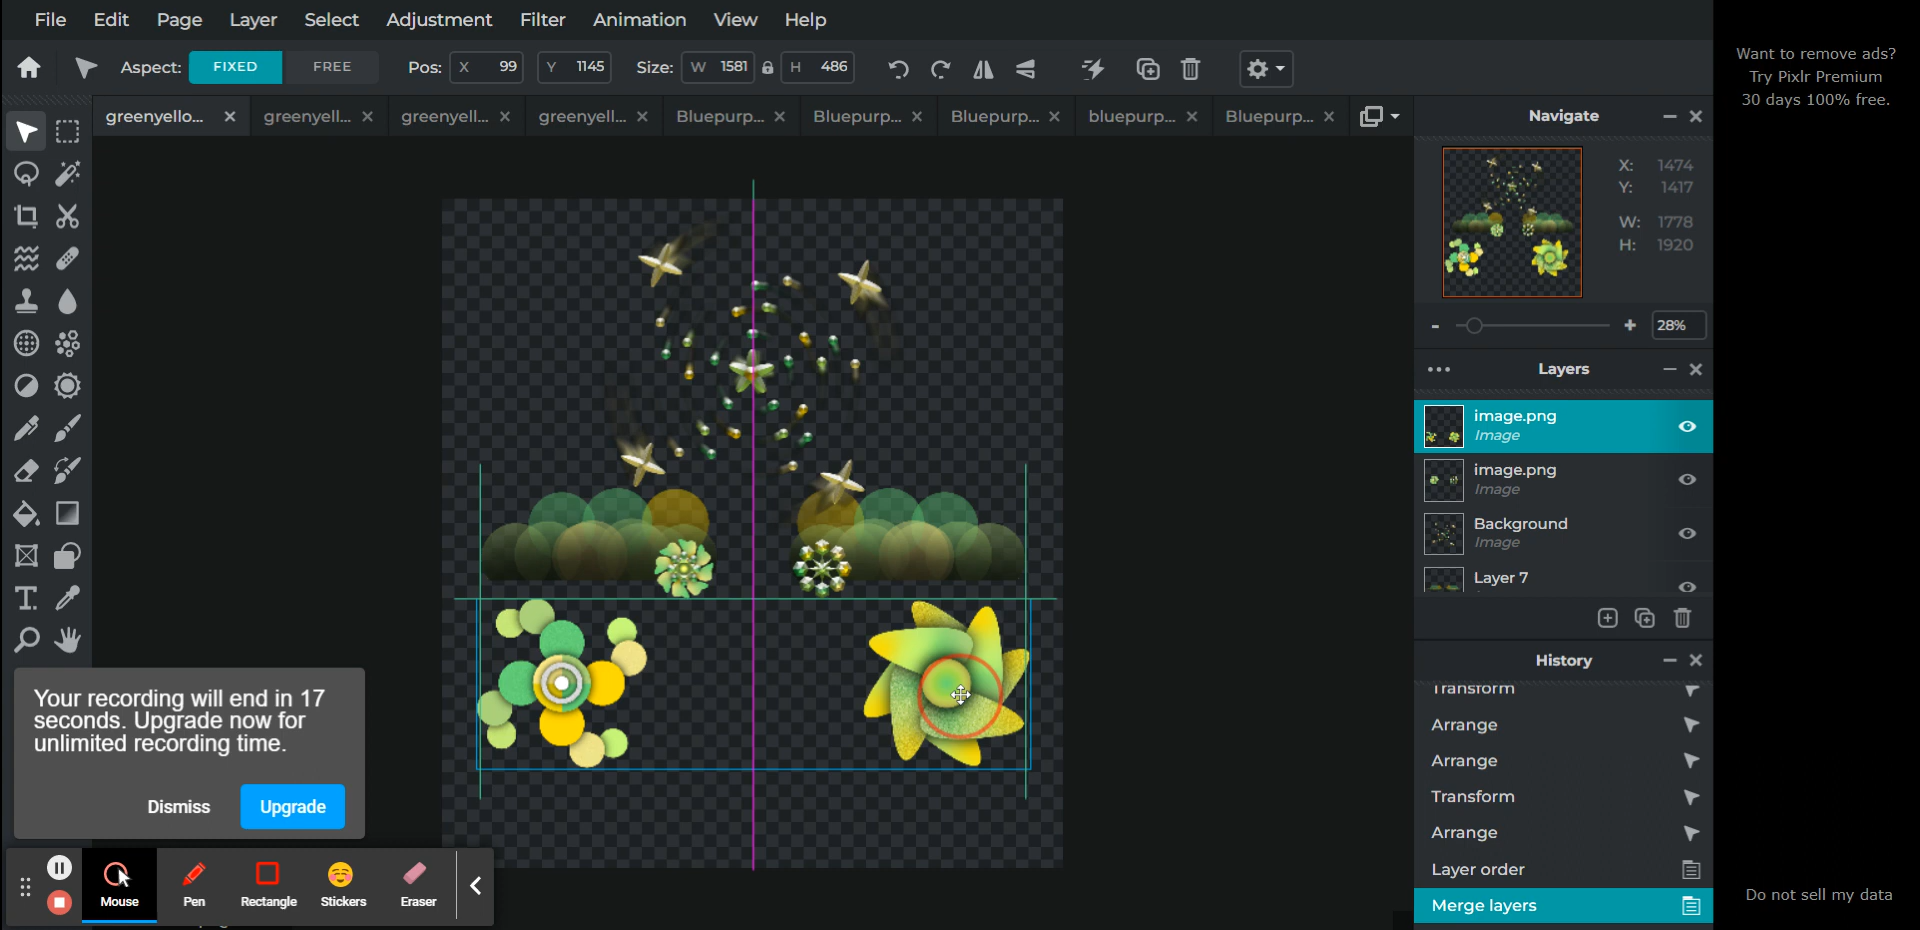 File Edit Page Layer Select Adjustment Filter Animation View Help
Aspect: FIXED FREE Pos: X 99 Y 1145 Size: W 1581 H 486
greenyello... greenyell... greenyell... greenyell... Bluepurp... Bluepurp... Bluepurp... bluepurp... Bluepurp...
Navigate
X: 1474
Y: 1417
W: 1778
H: 1920
- + 28%
Layers
image.png
Image
image.png
Image
Background
Image
Layer 7
History
Transform
Arrange
Arrange
Transform
Arrange
Layer order
Merge layers
Want to remove ads?
Try Pixlr Premium
30 days 100% free.
Do not sell my data
Your recording will end in 17
seconds. Upgrade now for
unlimited recording time.
Dismiss Upgrade
Mouse Pen Rectangle Stickers Eraser